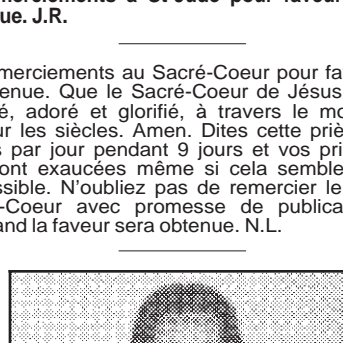 merciements à St-Jude pour faveur
ue. J.R.
merciements au Sacré-Coeur pour fa
enue. Que le Sacré-Coeur de Jésus
é, adoré et glorifié, à travers le mo
ur les siècles. Amen. Dites cette priè
s par jour pendant 9 jours et vos pri
ont exaucées même si cela semble
ssible. N’oubliez pas de remercier le
-Coeur avec promesse de publica
and la faveur sera obtenue. N.L.